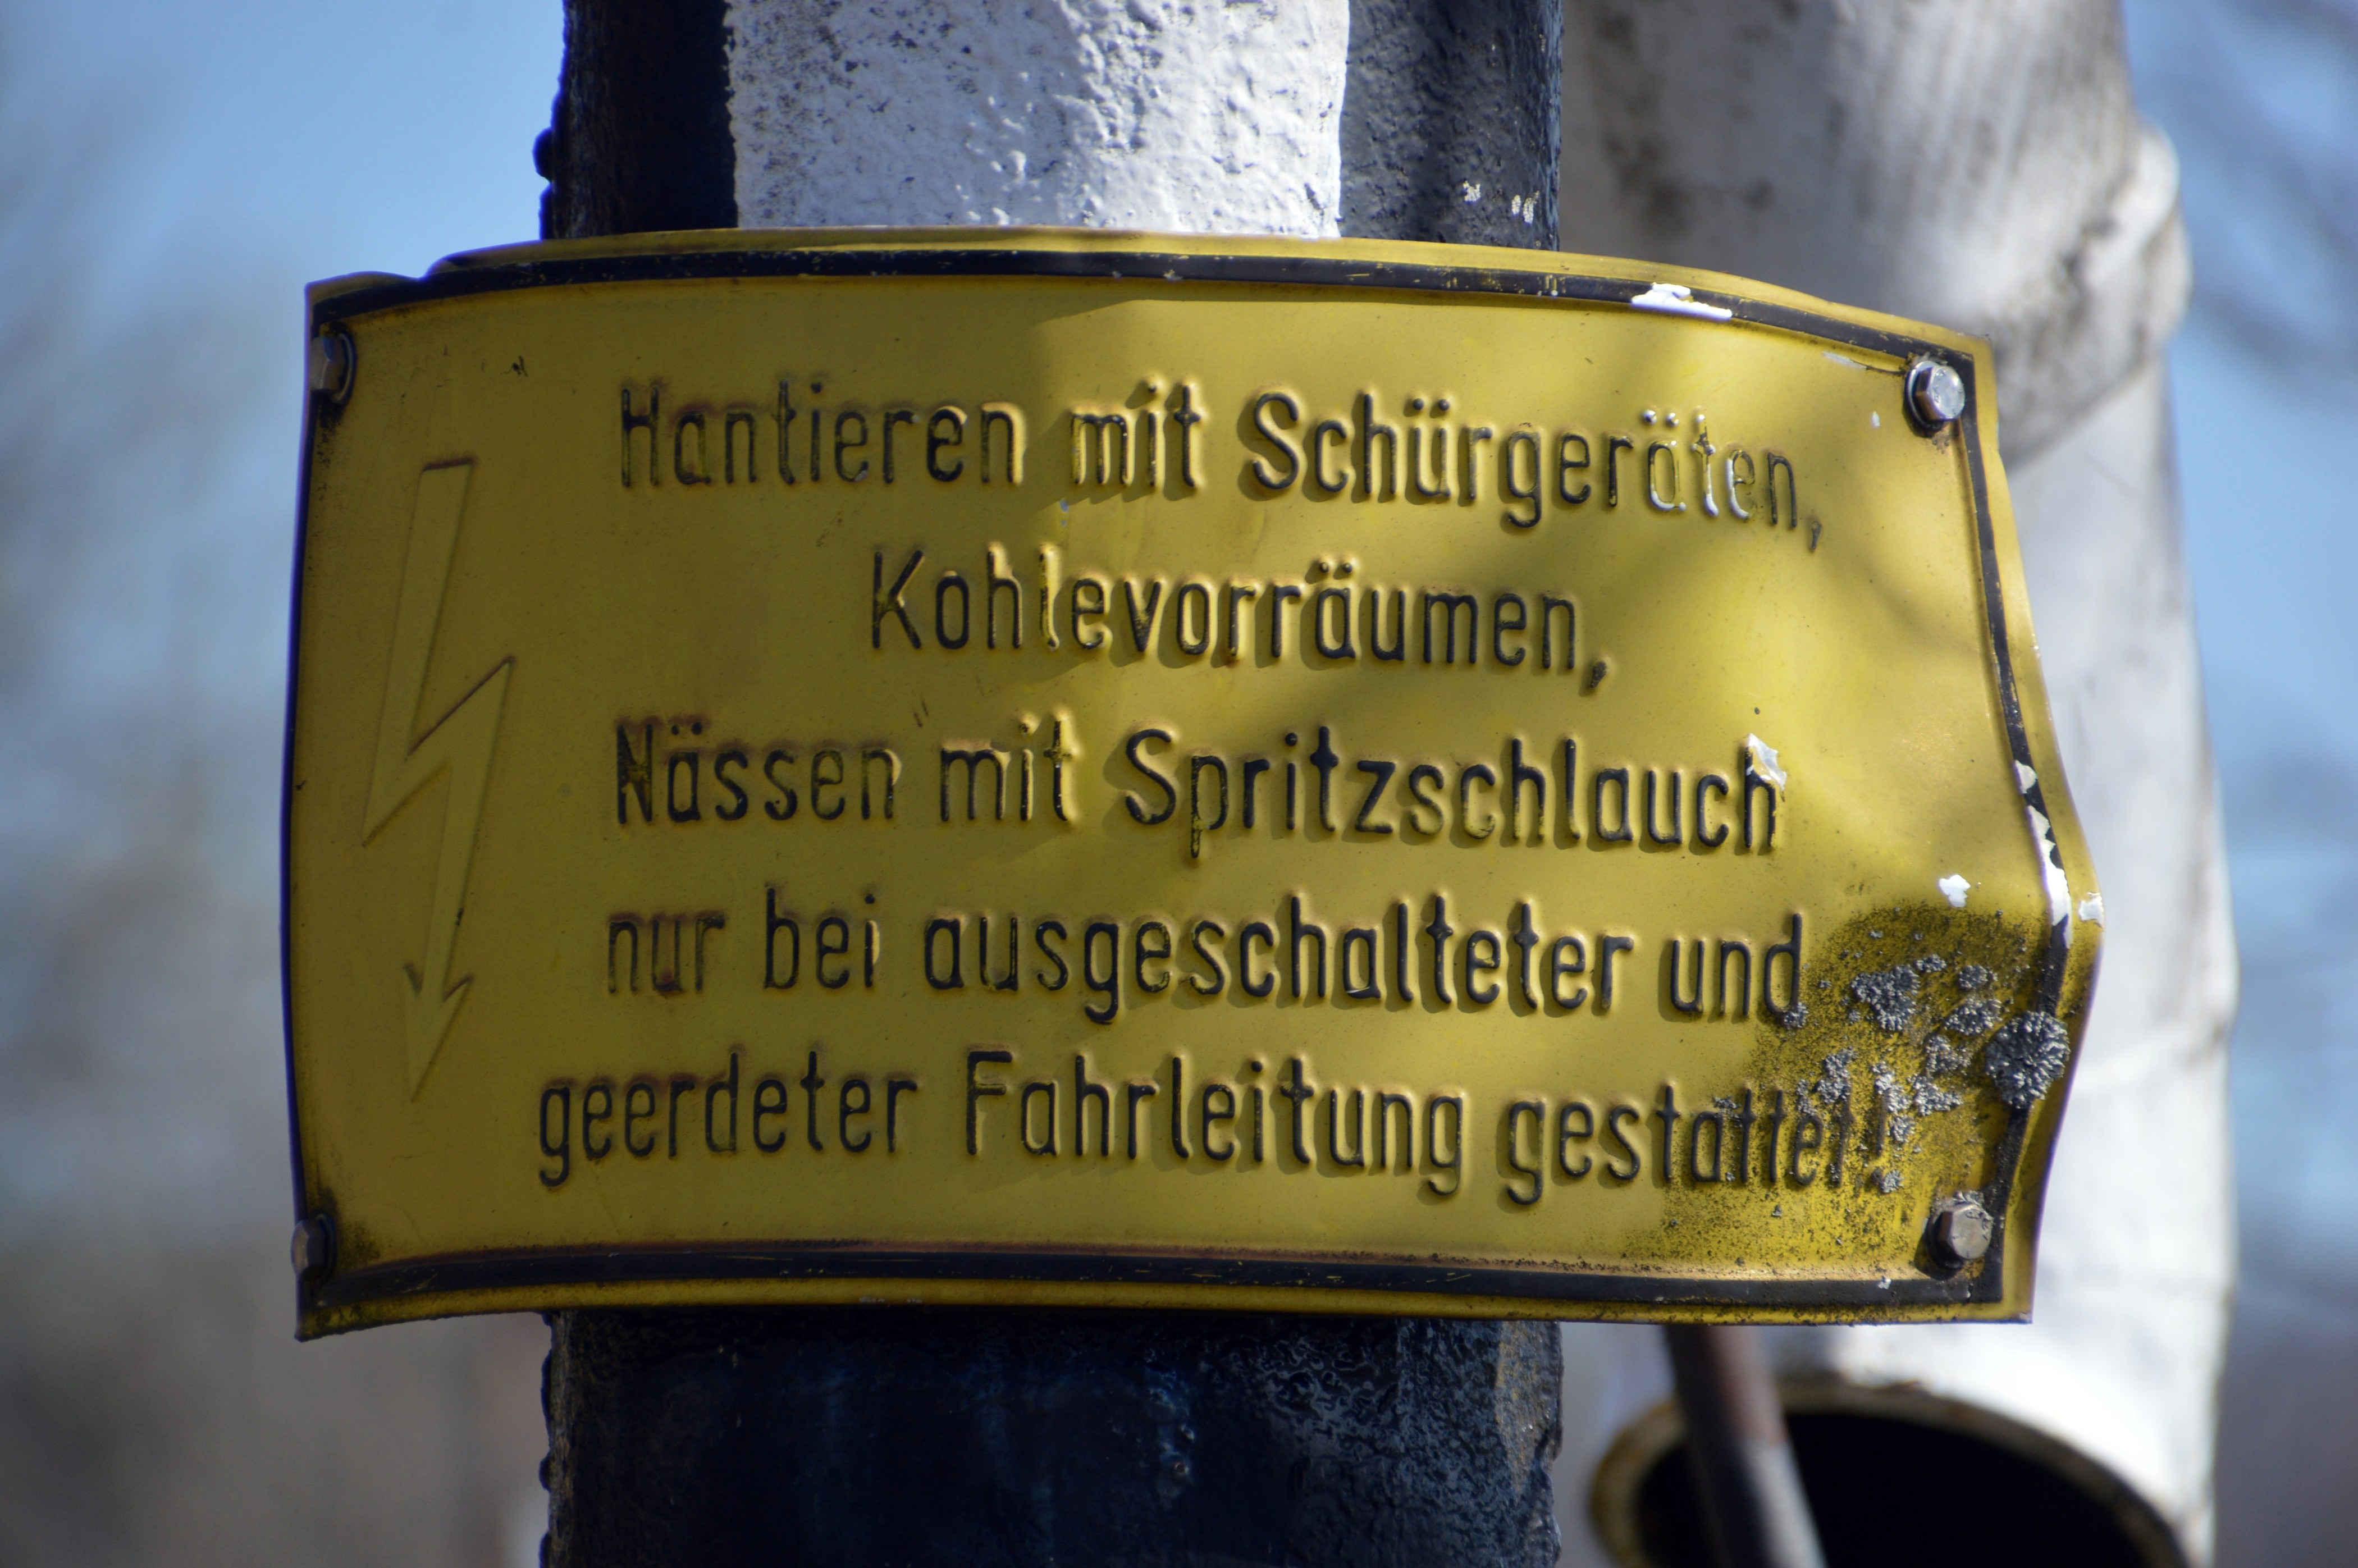 Hantieren mit Schürgeräten,
Kohlevorräumen,
Nässen mit Spritzschlauch
nur bei ausgeschalteter und
geerdeter Fahrleitung gestattet!